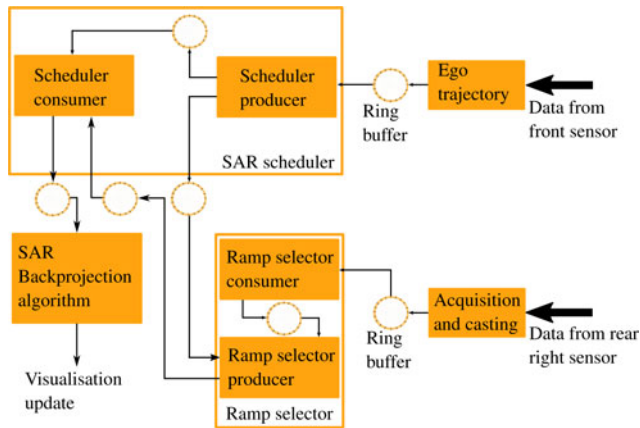 Scheduler
consumer
Scheduler
producer
Ring
buffer
Ego
trajectory
Data from
front sensor
SAR scheduler
SAR
Backprojection
algorithm
Visualisation
update
Ramp selector
consumer
Ramp selector
producer
Ramp selector
Ring
buffer
Acquisition
and casting
Data from rear
right sensor